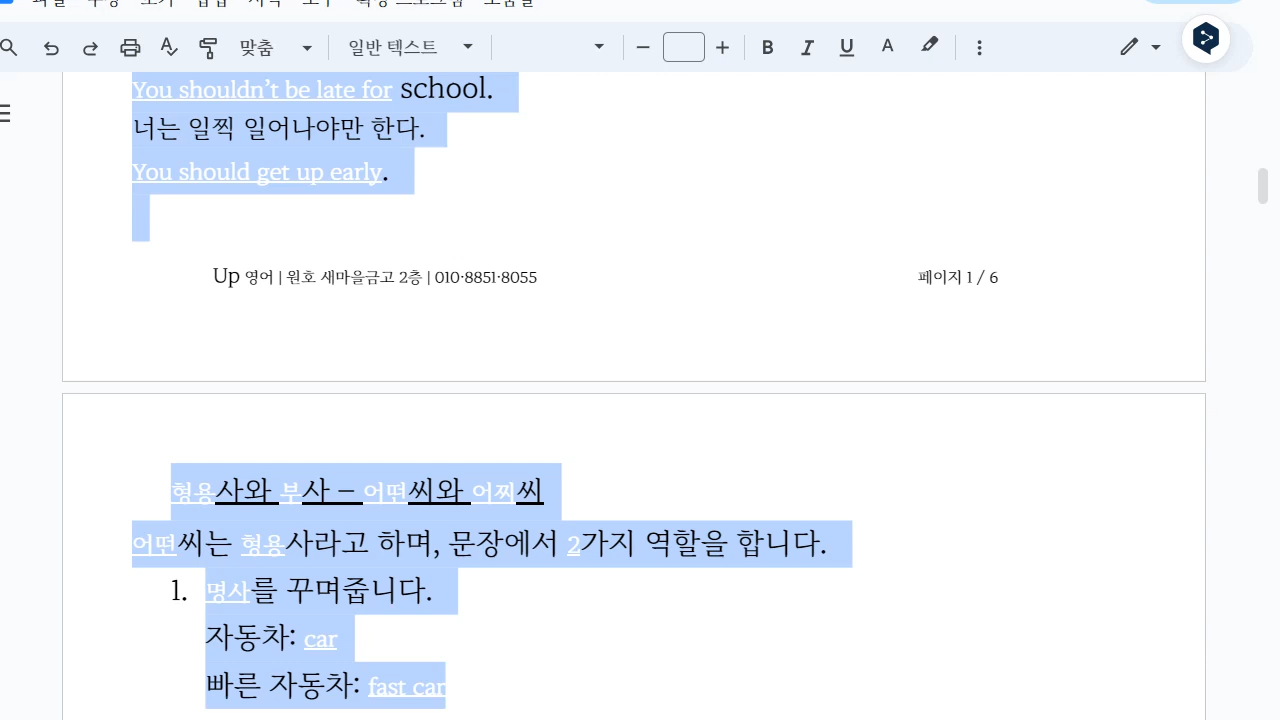 맞춤 일반 텍스트 B I U A
You shouldn’t be late for school.
너는 일찍 일어나야만 한다.
You should get up early.
Up 영어 | 원호 새마을금고 2층 | 010·8851·8055 페이지 1 / 6
형용사와 부사 – 어떤씨와 어찌씨
어떤씨는 형용사라고 하며, 문장에서 2가지 역할을 합니다.
1. 명사를 꾸며줍니다.
자동차: car
빠른 자동차: fast car